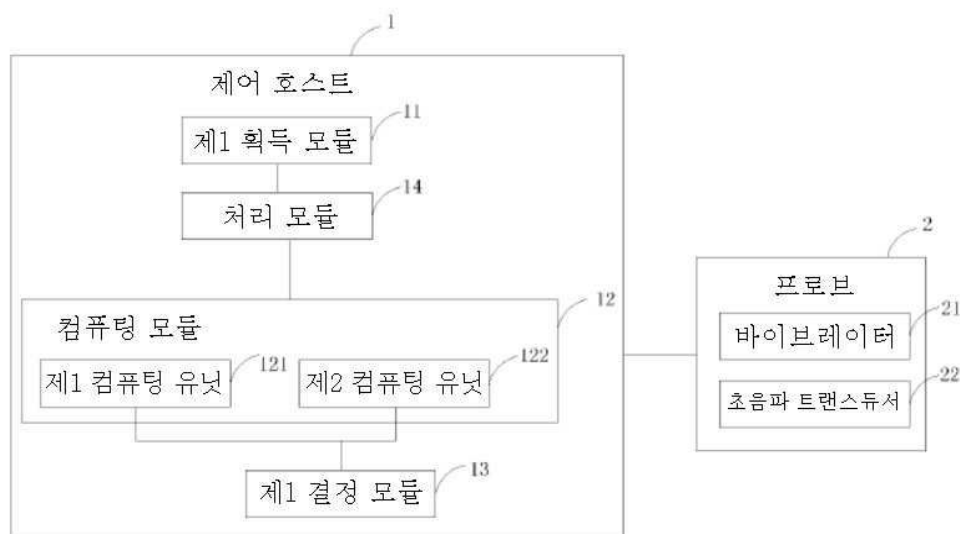 1
제어 호스트
11
제1 획득 모듈
14
처리 모듈
2
프로브
12
21
컴퓨팅 모듈
바이브레이터
121
122
제1 컴퓨팅 유닛
제2 컴퓨팅 유닛
22
초음파 트랜스듀서
13
제1 결정 모듈